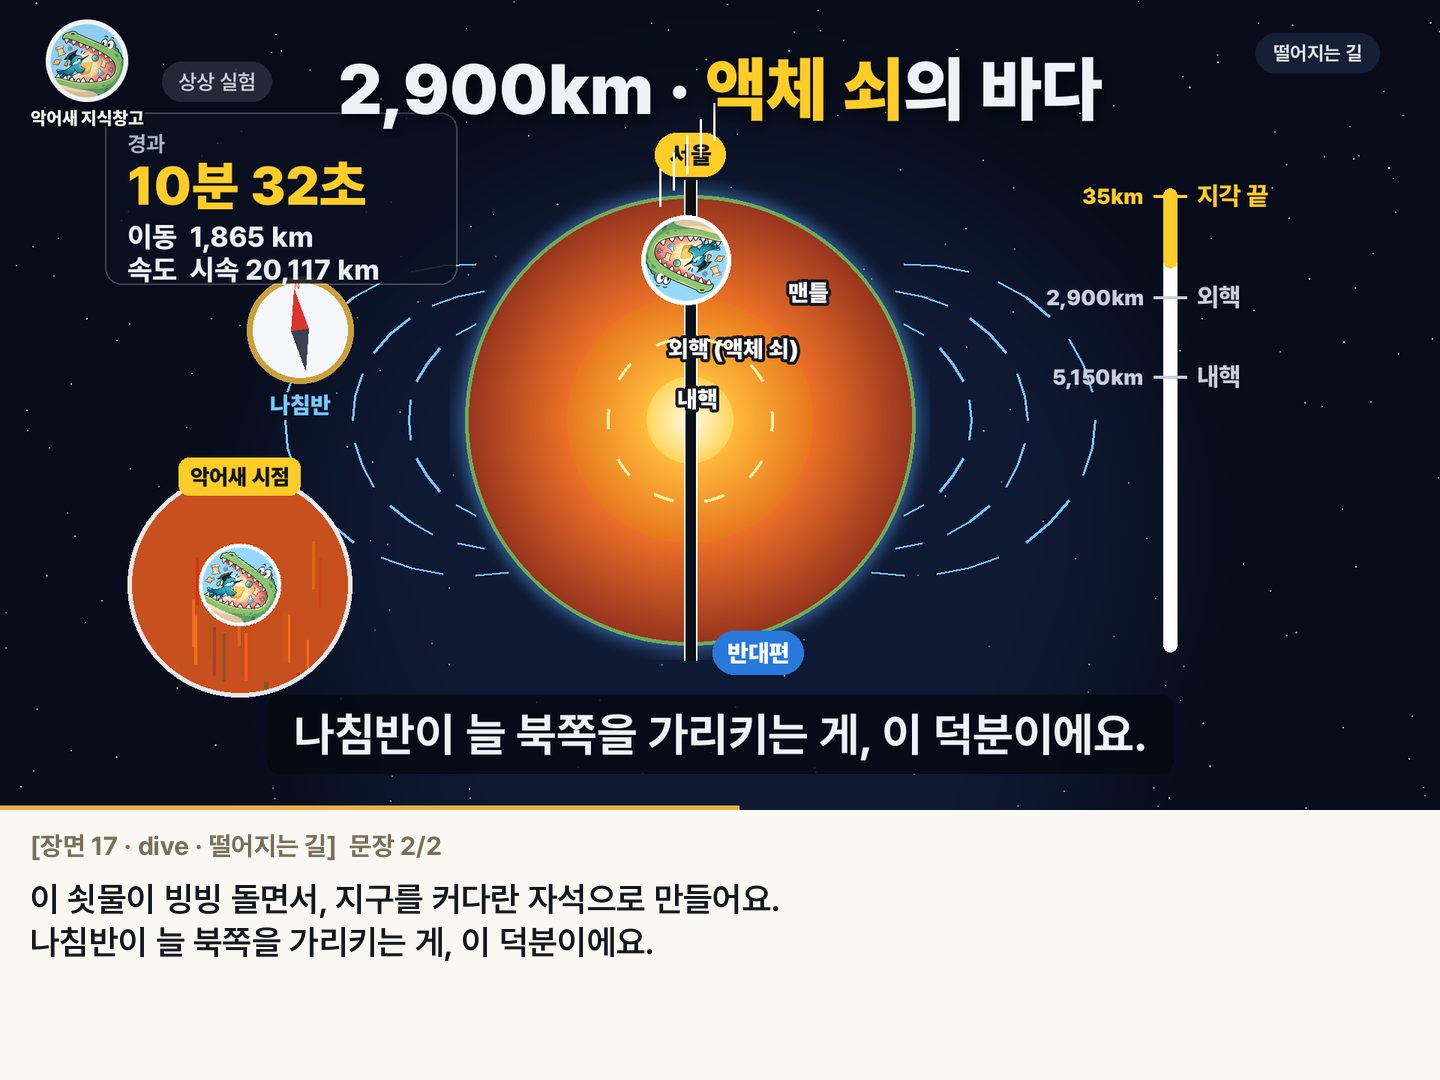 악어새 지식창고
상상 실험
2,900km · 액체 쇠의 바다
떨어지는 길
경과
10분 32초
이동 1,865 km
속도 시속 20,117 km
N
나침반
악어새 시점
서울
맨틀
외핵 (액체 쇠)
내핵
반대편
35km 지각 끝
2,900km 외핵
5,150km 내핵
나침반이 늘 북쪽을 가리키는 게, 이 덕분이에요.
[장면 17 · dive · 떨어지는 길] 문장 2/2
이 쇳물이 빙빙 돌면서, 지구를 커다란 자석으로 만들어요.
나침반이 늘 북쪽을 가리키는 게, 이 덕분이에요.